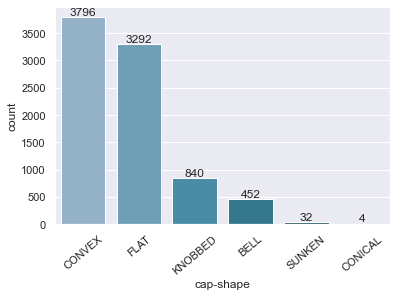 3796
3292
840
452
32
4
3500
3000
2500
2000
1500
1000
500
0
count
CONVEX
FLAT
KNOBBED
BELL
SUNKEN
CONICAL
cap-shape